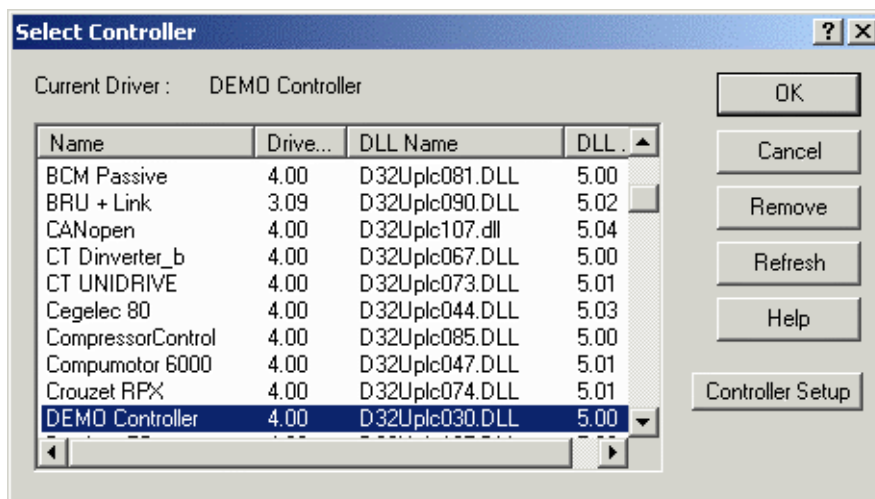 Select Controller
Current Driver : DEMO Controller
Name Drive... DLL Name DLL .
BCM Passive 4.00 D32Uplc081.DLL 5.00
BRU + Link 3.09 D32Uplc090.DLL 5.02
CANopen 4.00 D32Uplc107.dll 5.04
CT Dinverter_b 4.00 D32Uplc067.DLL 5.00
CT UNIDRIVE 4.00 D32Uplc073.DLL 5.01
Cegelec 80 4.00 D32Uplc044.DLL 5.03
CompressorControl 4.00 D32Uplc085.DLL 5.00
Compumotor 6000 4.00 D32Uplc047.DLL 5.01
Crouzet RPX 4.00 D32Uplc074.DLL 5.01
DEMO Controller 4.00 D32Uplc030.DLL 5.00
OK
Cancel
Remove
Refresh
Help
Controller Setup